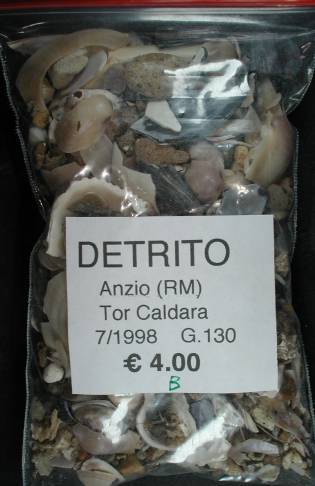 DETRITO
Anzio (RM)
Tor Caldara
7/1998 G.130
€ 4.00
B